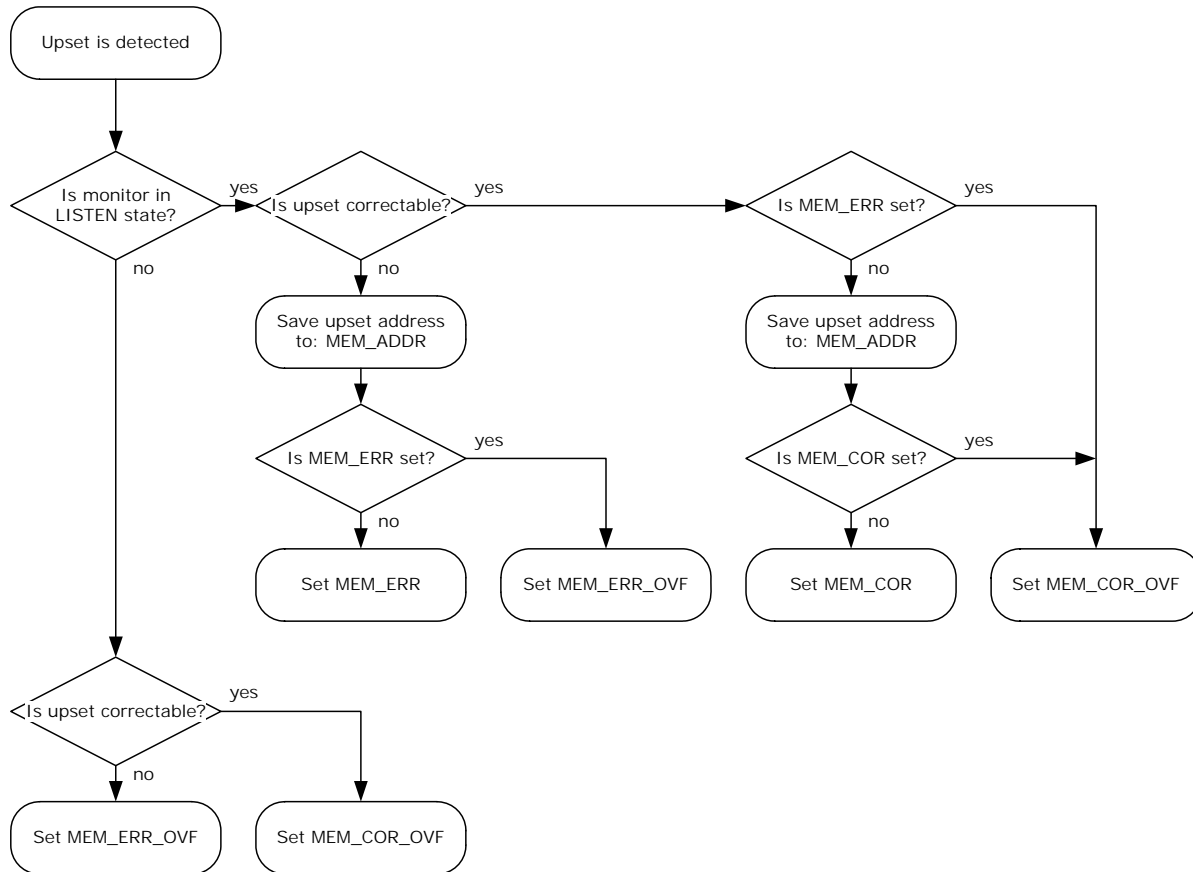 Upset is detected
Is monitor in
LISTEN state?
yes
no
Is upset correctable?
yes
no
Is MEM_ERR set?
yes
no
Save upset address
to: MEM_ADDR
Save upset address
to: MEM_ADDR
Is MEM_ERR set?
yes
no
Is MEM_COR set?
yes
no
Set MEM_ERR
Set MEM_ERR_OVF
Set MEM_COR
Set MEM_COR_OVF
Is upset correctable?
yes
no
Set MEM_ERR_OVF
Set MEM_COR_OVF